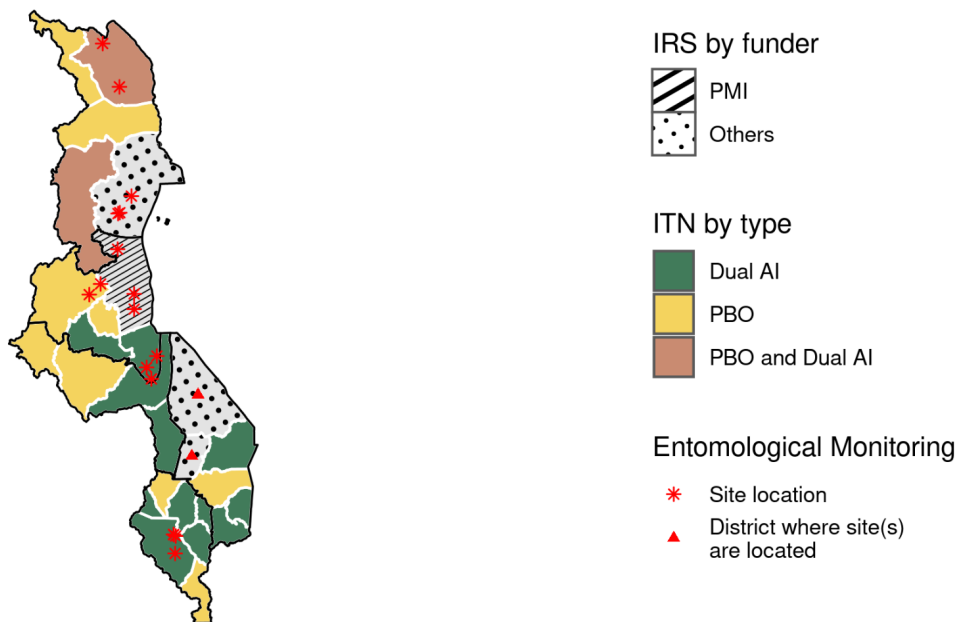 IRS by funder
PMI
Others
ITN by type
Dual AI
PBO
PBO and Dual AI
Entomological Monitoring
Site location
District where site(s)
are located